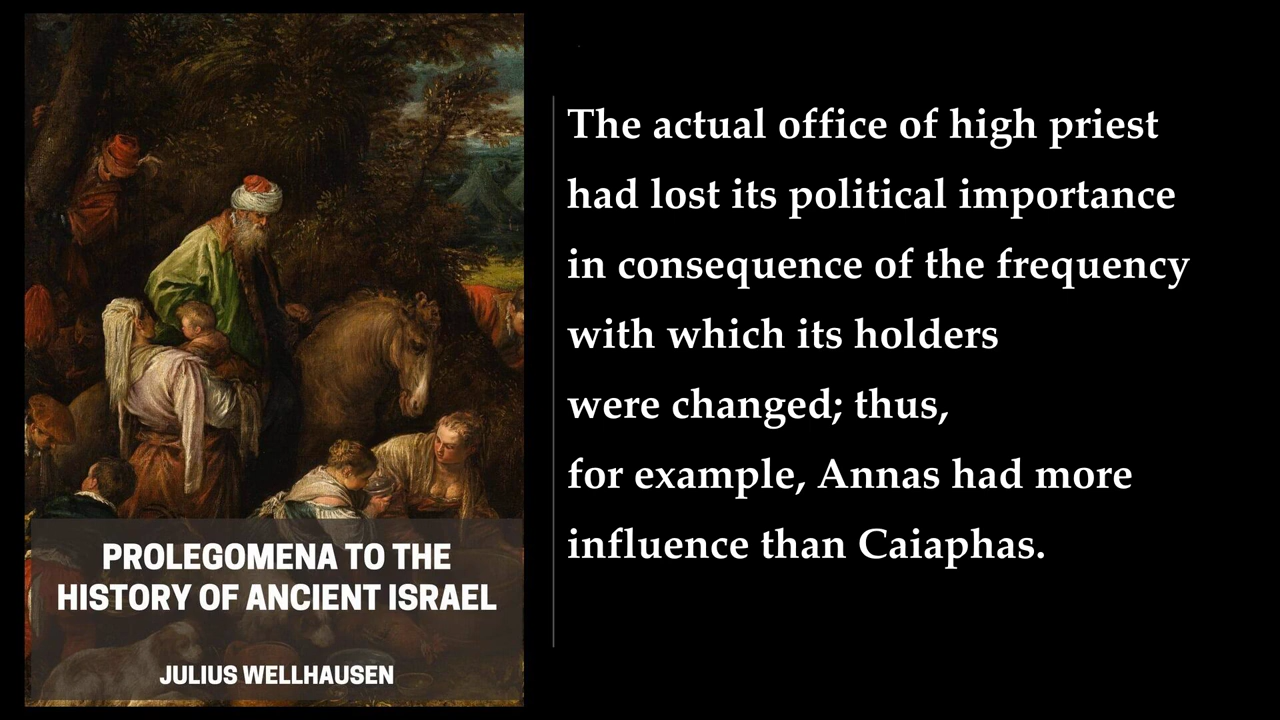 PROLEGOMENA TO THE
HISTORY OF ANCIENT ISRAEL
JULIUS WELLHAUSEN
The actual office of high priest
had lost its political importance
in consequence of the frequency
with which its holders
were changed; thus,
for example, Annas had more
influence than Caiaphas.